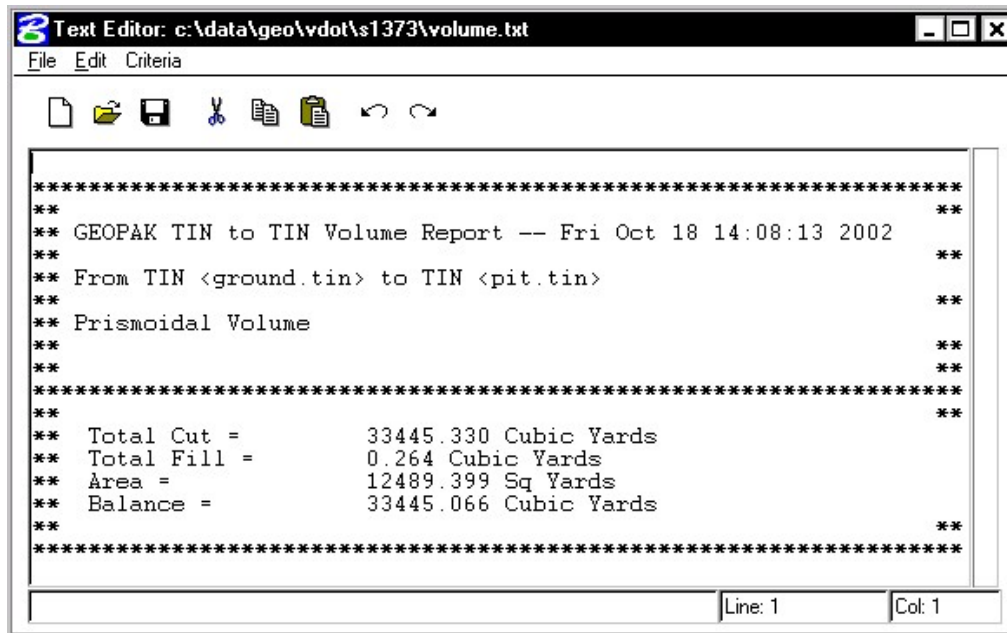 Text Editor: c:\data\geo\vdot\s1373\volume.txt
File Edit Criteria
*******************************************************************
** **
** GEOPAK TIN to TIN Volume Report -- Fri Oct 18 14:08:13 2002
** **
** From TIN <ground.tin> to TIN <pit.tin>
** **
** Prismoidal Volume
** **
** **
*******************************************************************
** **
** Total Cut = 33445.330 Cubic Yards
** Total Fill = 0.264 Cubic Yards
** Area = 12489.399 Sq Yards
** Balance = 33445.066 Cubic Yards
** **
*******************************************************************
Line: 1 Col: 1